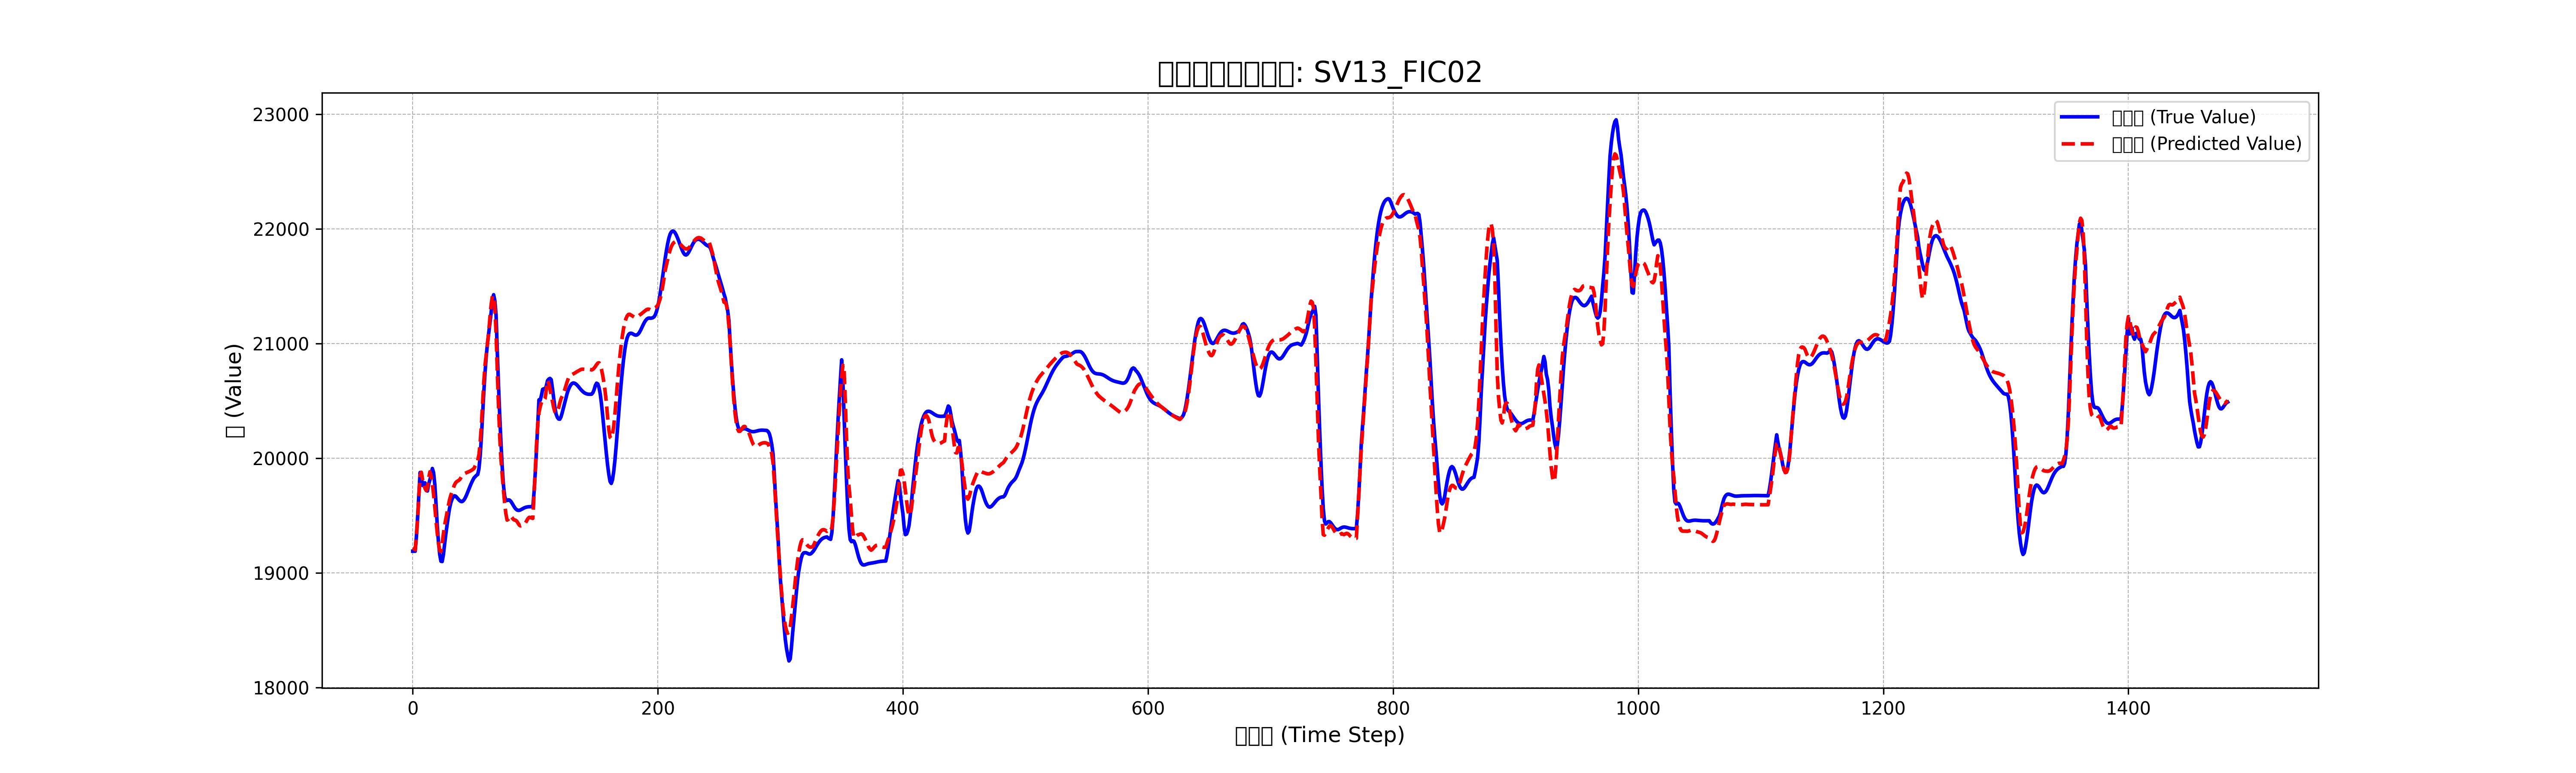 : SV13_FIC02
(True Value)
(Predicted Value)
(Value)
23000
22000
21000
20000
19000
18000
0 200 400 600 800 1000 1200 1400
(Time Step)